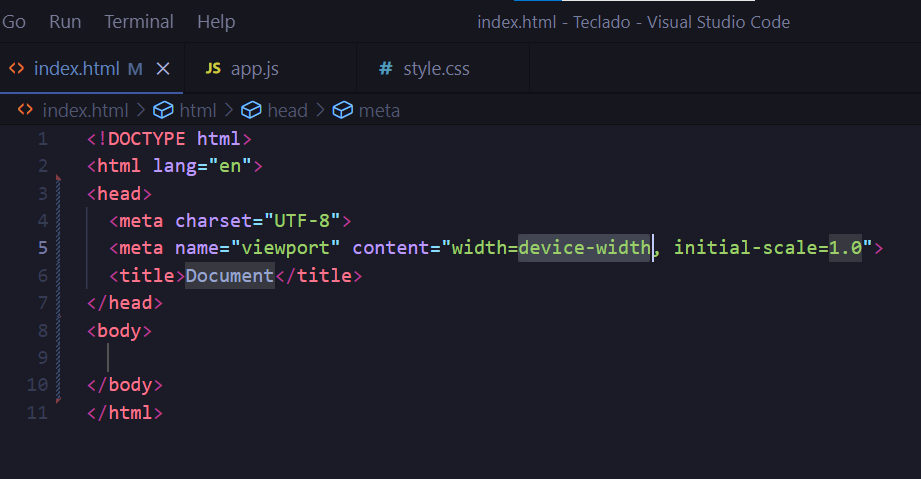 Go Run Terminal Help index.html - Teclado - Visual Studio Code
<> index.html M JS app.js # style.css
<> index.html > html > head > meta
1 <!DOCTYPE html>
2 <html lang="en">
3 <head>
4 <meta charset="UTF-8">
5 <meta name="viewport" content="width=device-width, initial-scale=1.0">
6 <title>Document</title>
7 </head>
8 <body>
9
10 </body>
11 </html>